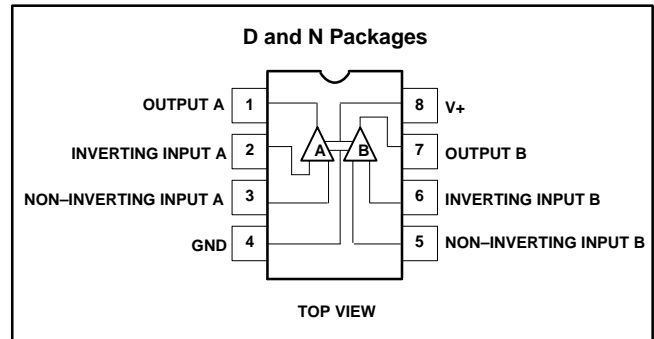 D and N Packages
OUTPUT A 1 8 V+
INVERTING INPUT A 2 A B 7 OUTPUT B
NON–INVERTING INPUT A 3 6 INVERTING INPUT B
GND 4 5 NON–INVERTING INPUT B
TOP VIEW